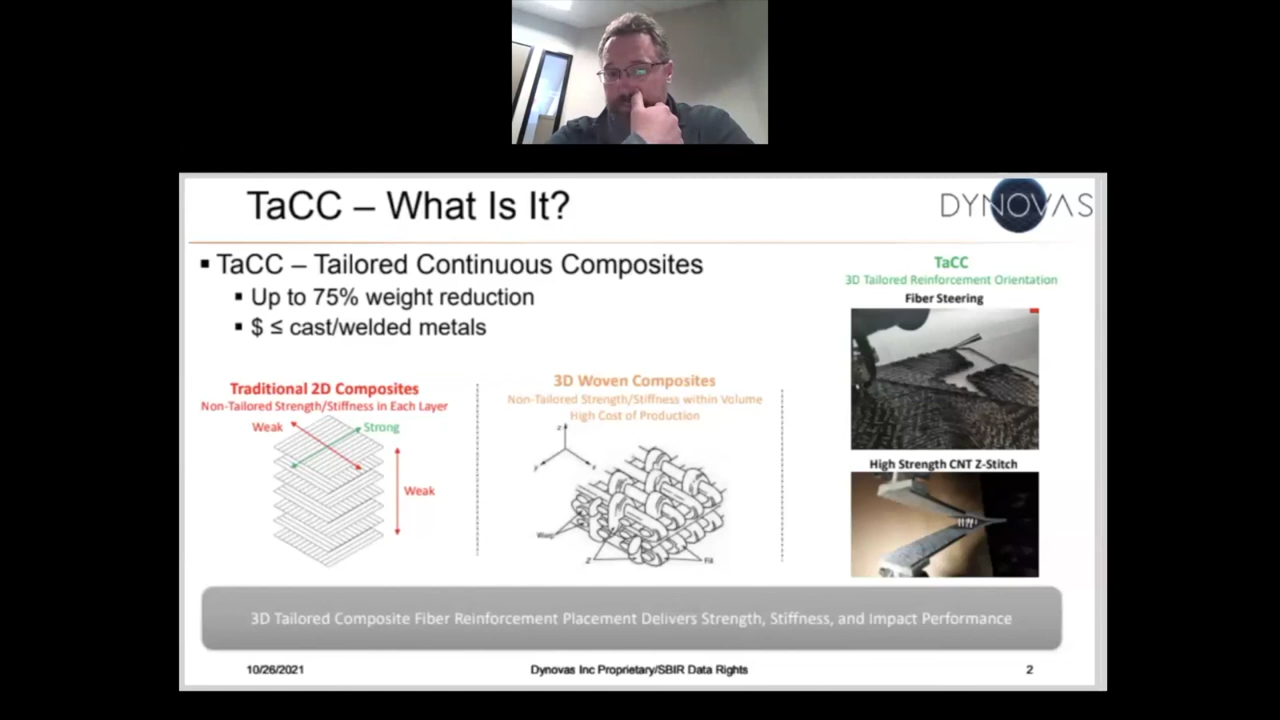 TaCC – What Is It?
DYNOVAS
▪ TaCC – Tailored Continuous Composites
▪ Up to 75% weight reduction
▪ $ ≤ cast/welded metals
TaCC
3D Tailored Reinforcement Orientation
Fiber Steering
High Strength CNT Z-Stitch
Traditional 2D Composites
Non-Tailored Strength/Stiffness in Each Layer
Weak
Strong
Weak
3D Woven Composites
Non-Tailored Strength/Stiffness within Volume
High Cost of Production
z
Warp
Z
Fill
3D Tailored Composite Fiber Reinforcement Placement Delivers Strength, Stiffness, and Impact Performance
10/26/2021
Dynovas Inc Proprietary/SBIR Data Rights
2